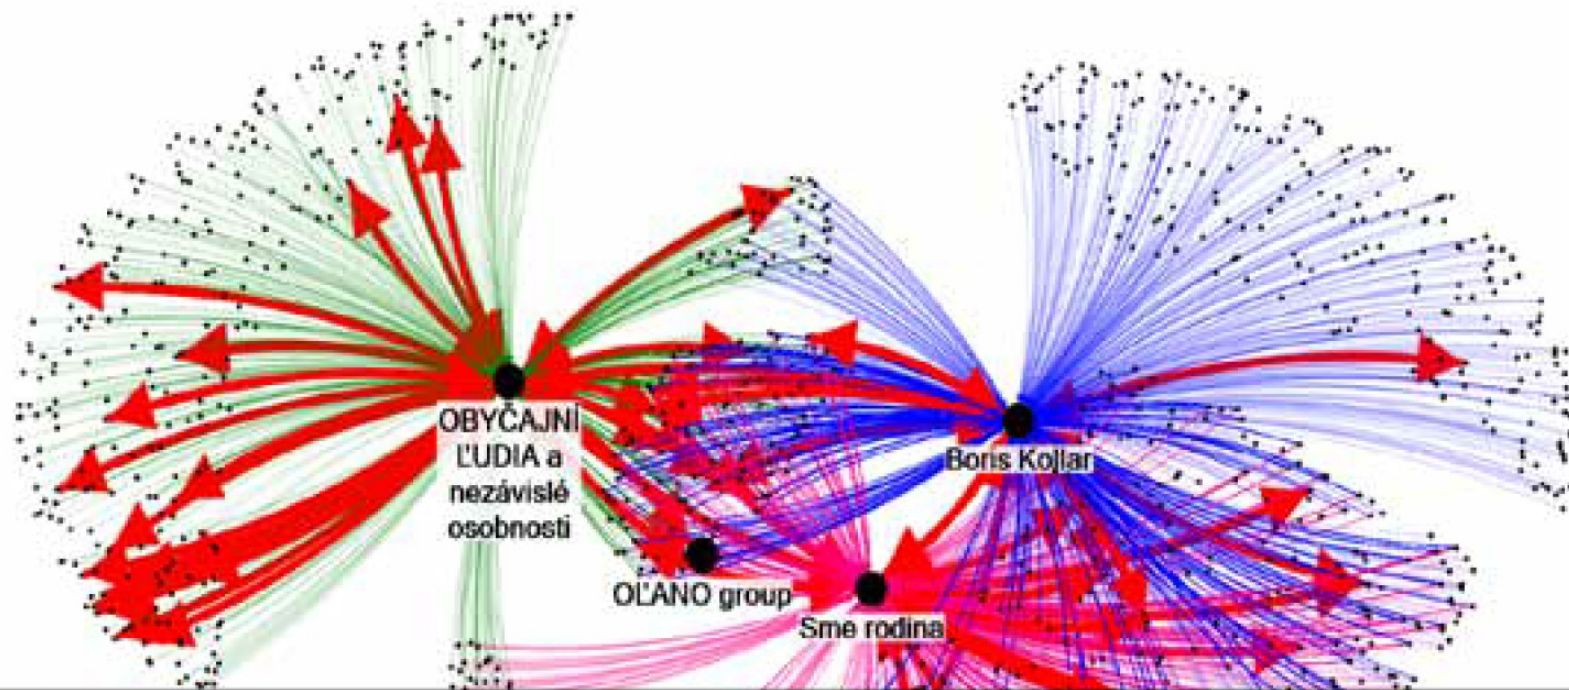 OBYČAJNÍ
ĽUDIA a
nezávislé
osobnosti
Boris Kollar
OĽANO group
Sme rodina